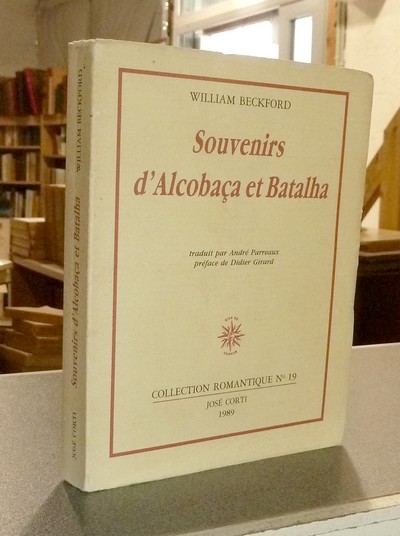 WILLIAM BECKFORD
Souvenirs
d'Alcobaça et Batalha
traduit par André Parreaux
préface de Didier Girard
COLLECTION ROMANTIQUE N° 19
JOSÉ CORTI
1989
WILLIAM BECKFORD
Souvenirs d'Alcobaça et Batalha
JOSÉ CORTI